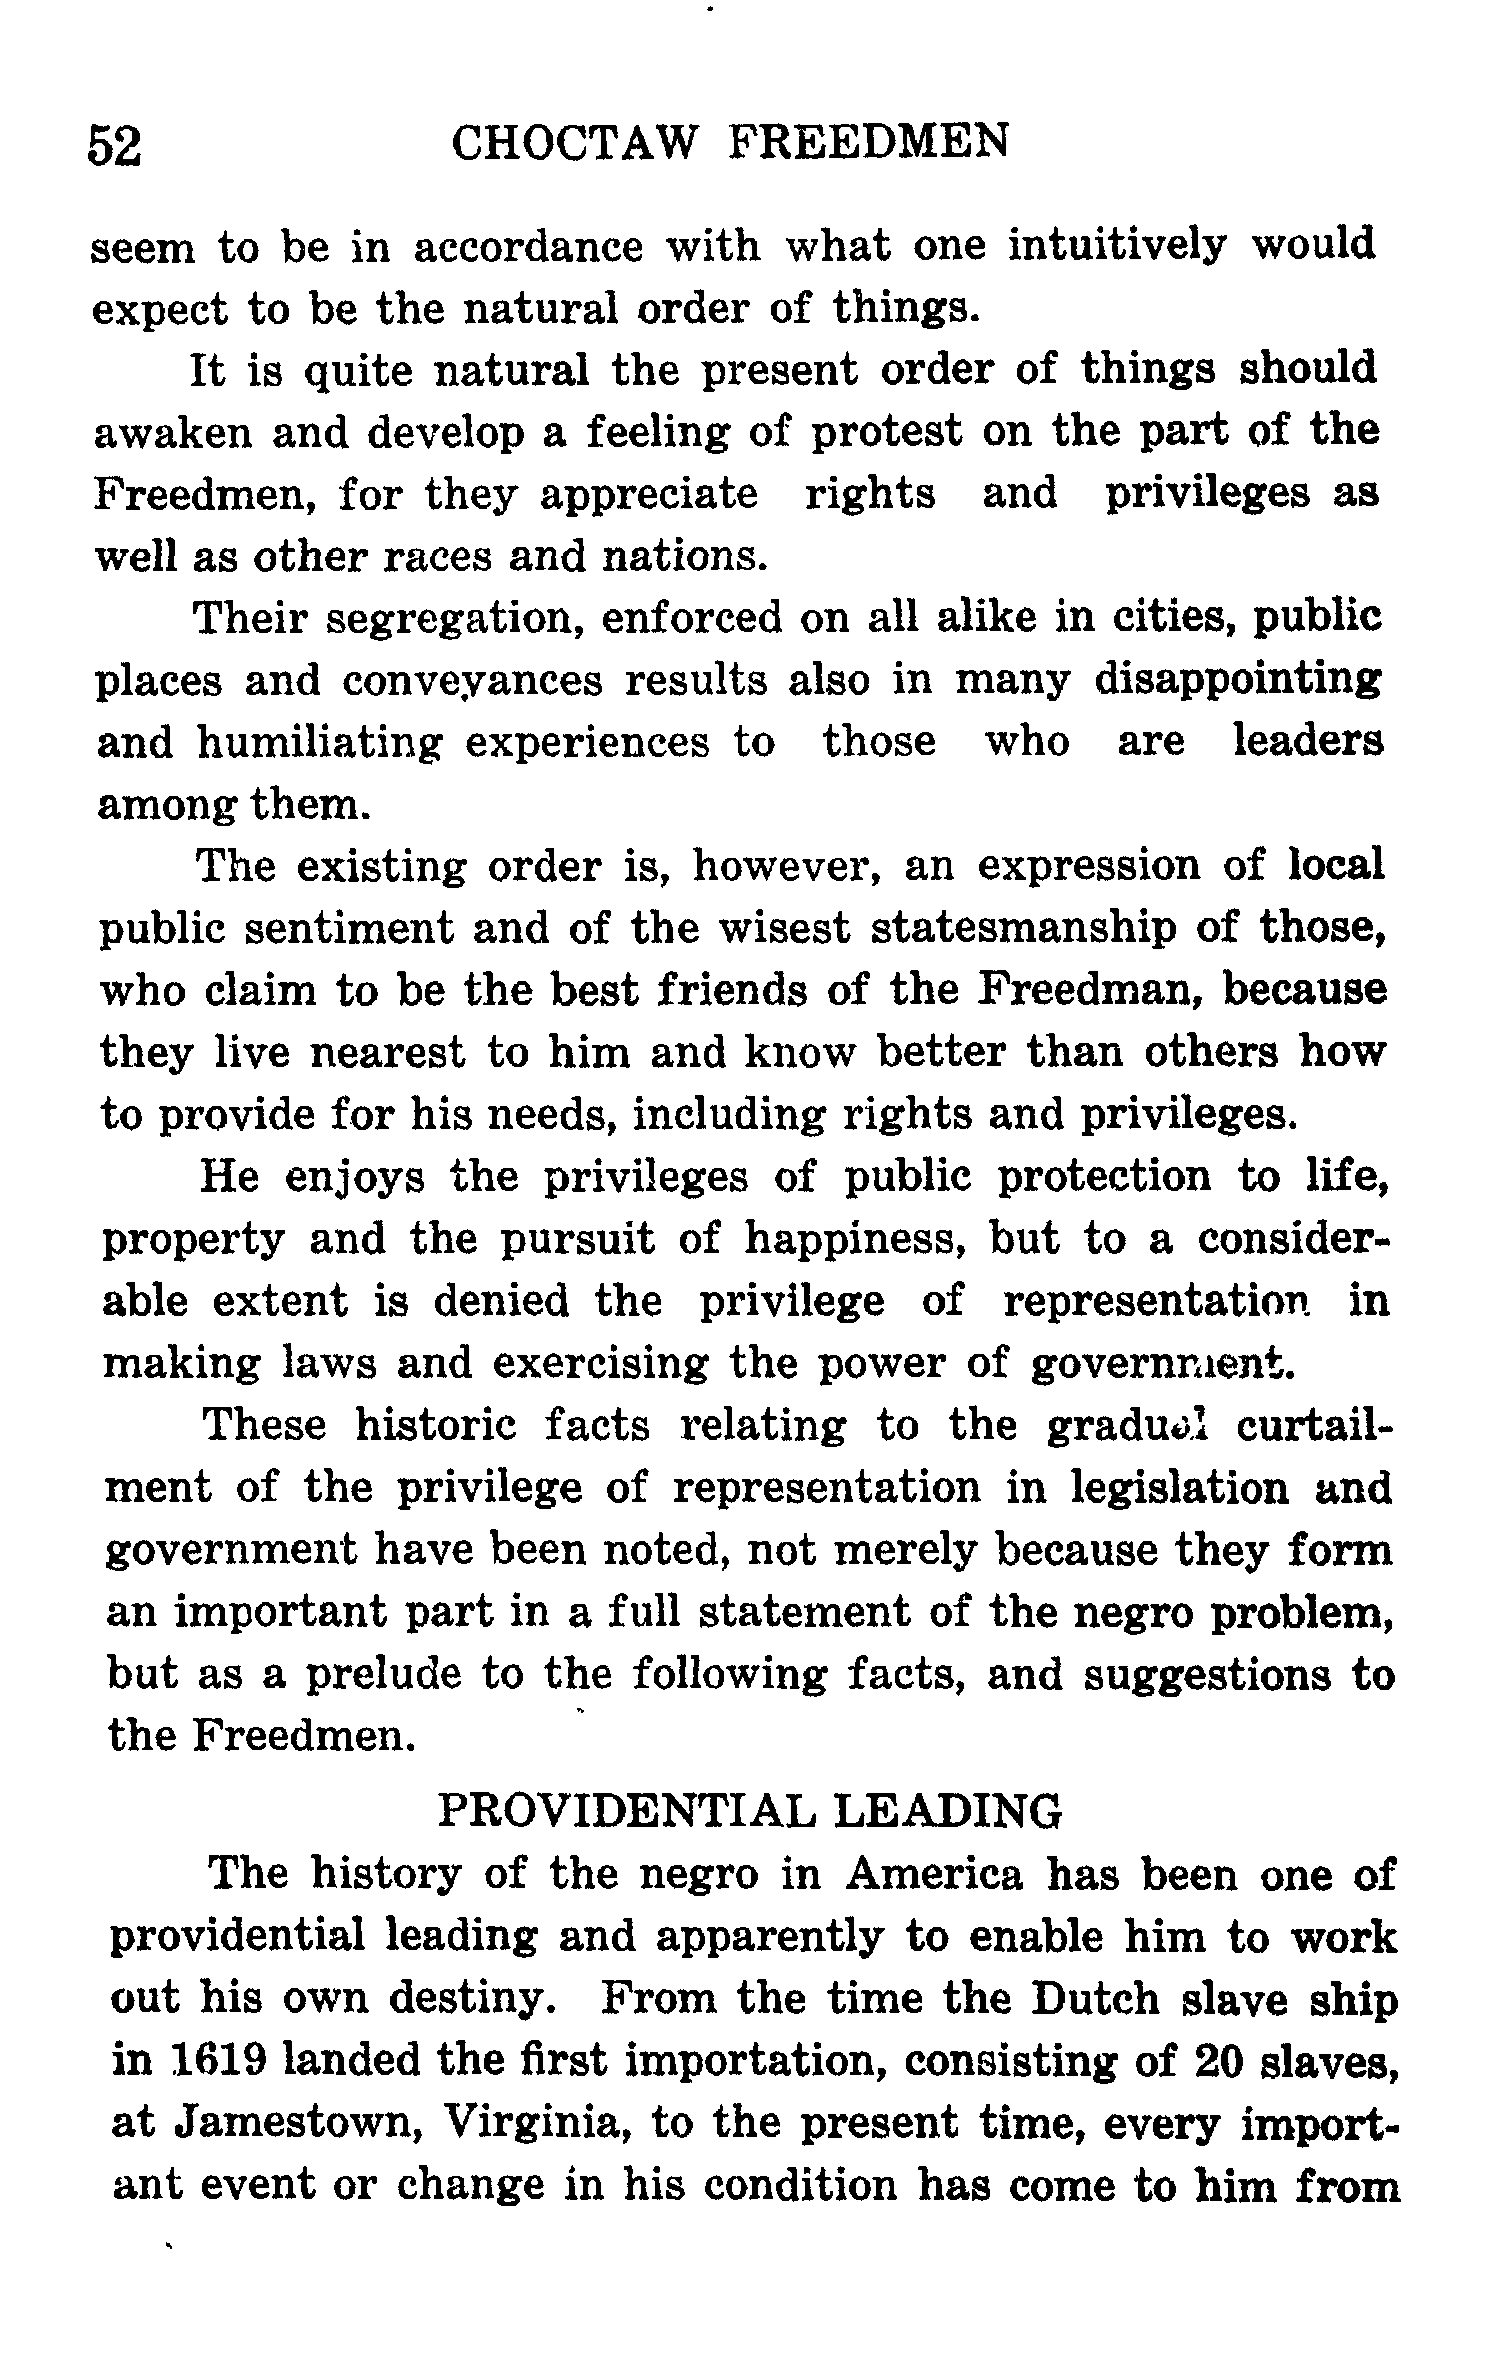 52 CHOCTAW FREEDMEN
seem to be in accordance with what one intuitively would
expect to be the natural order of things.
It is quite natural the present order of things should
awaken and develop a feeling of protest on the part of the
Freedmen, for they appreciate rights and privileges as
well as other races and nations.
Their segregation, enforced on all alike in cities, public
places and conveyances results also in many disappointing
and humiliating experiences to those who are leaders
among them.
The existing order is, however, an expression of local
public sentiment and of the wisest statesmanship of those,
who claim to be the best friends of the Freedman, because
they live nearest to him and know better than others how
to provide for his needs, including rights and privileges.
He enjoys the privileges of public protection to life,
property and the pursuit of happiness, but to a consider-
able extent is denied the privilege of representation in
making laws and exercising the power of government.
These historic facts relating to the gradual curtail-
ment of the privilege of representation in legislation and
government have been noted, not merely because they form
an important part in a full statement of the negro problem,
but as a prelude to the following facts, and suggestions to
the Freedmen.
PROVIDENTIAL LEADING
The history of the negro in America has been one of
providential leading and apparently to enable him to work
out his own destiny. From the time the Dutch slave ship
in 1619 landed the first importation, consisting of 20 slaves,
at Jamestown, Virginia, to the present time, every import-
ant event or change in his condition has come to him from